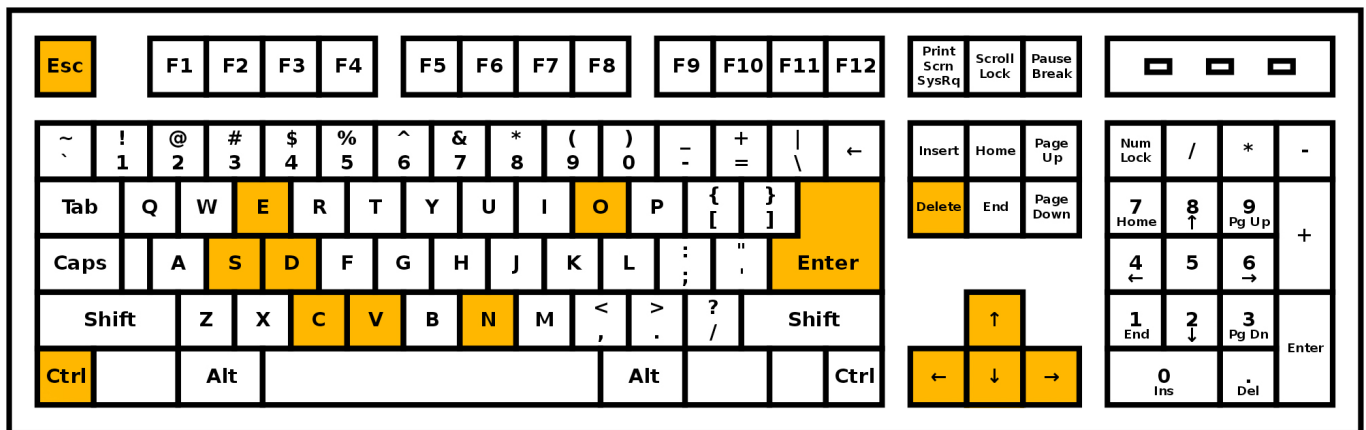 Esc F1 F2 F3 F4 F5 F6 F7 F8 F9 F10 F11 F12 Print Scrn SysRq Scroll Lock Pause Break
~ ! @ # $ % ^ & * ( ) _ + |
` 1 2 3 4 5 6 7 8 9 0 - = \ ← Insert Home Page Up Num Lock / * -
Tab Q W E R T Y U I O P { [ } ] Delete End Page Down 7 Home 8 ↑ 9 Pg Up +
Caps A S D F G H J K L : ; " ' Enter 4 ← 5 6 →
Shift Z X C V B N M < , > . ? / Shift ↑ 1 End 2 ↓ 3 Pg Dn Enter
Ctrl Alt Alt Ctrl ← ↓ → 0 Ins . Del